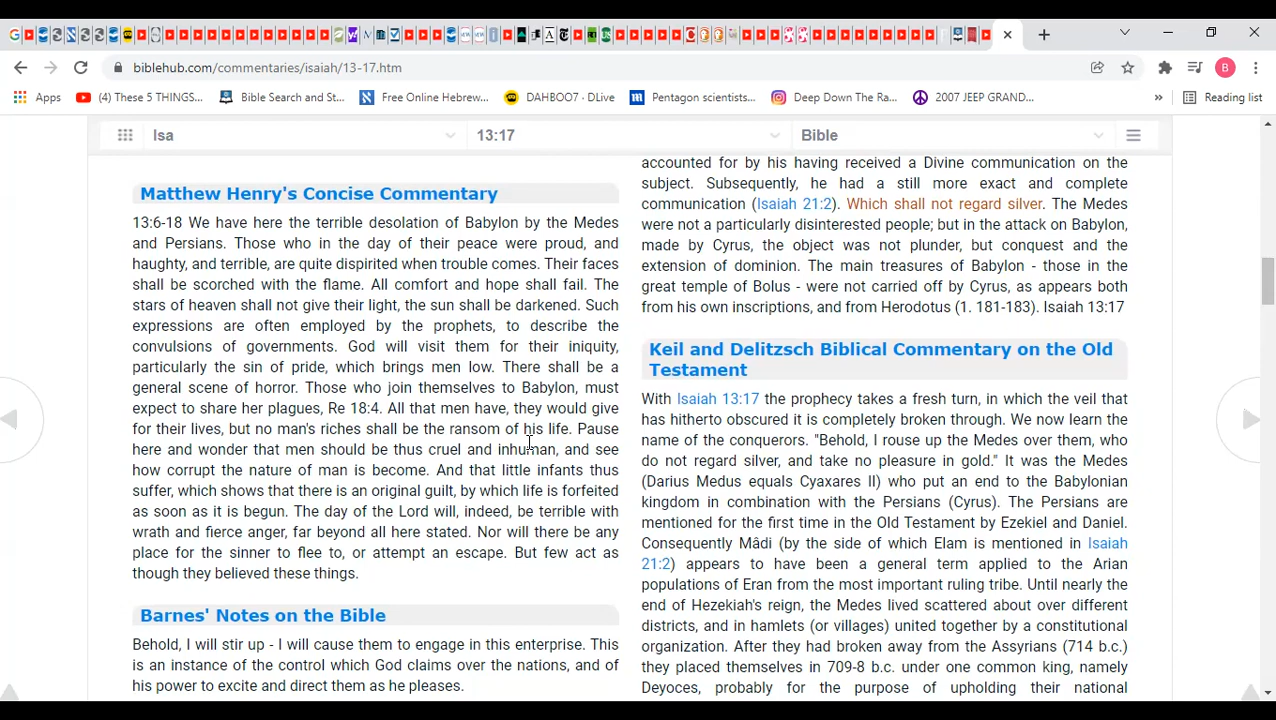 biblehub.com/commentaries/isaiah/13-17.htm
B
Apps
(4) These 5 THINGS...
Bible Search and St...
Free Online Hebrew...
DAHBOO7 - DLive
Pentagon scientists...
Deep Down The Ra...
2007 JEEP GRAND...
»
Reading list
Isa
13:17
Bible
Matthew Henry's Concise Commentary
13:6-18 We have here the terrible desolation of Babylon by the Medes
and Persians. Those who in the day of their peace were proud, and
haughty, and terrible, are quite dispirited when trouble comes. Their faces
shall be scorched with the flame. All comfort and hope shall fail. The
stars of heaven shall not give their light, the sun shall be darkened. Such
expressions are often employed by the prophets, to describe the
convulsions of governments. God will visit them for their iniquity,
particularly the sin of pride, which brings men low. There shall be a
general scene of horror. Those who join themselves to Babylon, must
expect to share her plagues, Re 18:4. All that men have, they would give
for their lives, but no man's riches shall be the ransom of his life. Pause
here and wonder that men should be thus cruel and inhuman, and see
how corrupt the nature of man is become. And that little infants thus
suffer, which shows that there is an original guilt, by which life is forfeited
as soon as it is begun. The day of the Lord will, indeed, be terrible with
wrath and fierce anger, far beyond all here stated. Nor will there be any
place for the sinner to flee to, or attempt an escape. But few act as
though they believed these things.
Barnes' Notes on the Bible
Behold, I will stir up - I will cause them to engage in this enterprise. This
is an instance of the control which God claims over the nations, and of
his power to excite and direct them as he pleases.
accounted for by his having received a Divine communication on the
subject. Subsequently, he had a still more exact and complete
communication (Isaiah 21:2). Which shall not regard silver. The Medes
were not a particularly disinterested people; but in the attack on Babylon,
made by Cyrus, the object was not plunder, but conquest and the
extension of dominion. The main treasures of Babylon - those in the
great temple of Bolus - were not carried off by Cyrus, as appears both
from his own inscriptions, and from Herodotus (1. 181-183). Isaiah 13:17
Keil and Delitzsch Biblical Commentary on the Old
Testament
With Isaiah 13:17 the prophecy takes a fresh turn, in which the veil that
has hitherto obscured it is completely broken through. We now learn the
name of the conquerors. "Behold, I rouse up the Medes over them, who
do not regard silver, and take no pleasure in gold." It was the Medes
(Darius Medus equals Cyaxares II) who put an end to the Babylonian
kingdom in combination with the Persians (Cyrus). The Persians are
mentioned for the first time in the Old Testament by Ezekiel and Daniel.
Consequently Mâdi (by the side of which Elam is mentioned in Isaiah
21:2) appears to have been a general term applied to the Arian
populations of Eran from the most important ruling tribe. Until nearly the
end of Hezekiah's reign, the Medes lived scattered about over different
districts, and in hamlets (or villages) united together by a constitutional
organization. After they had broken away from the Assyrians (714 b.c.)
they placed themselves in 709-8 b.c. under one common king, namely
Deyoces, probably for the purpose of upholding their national